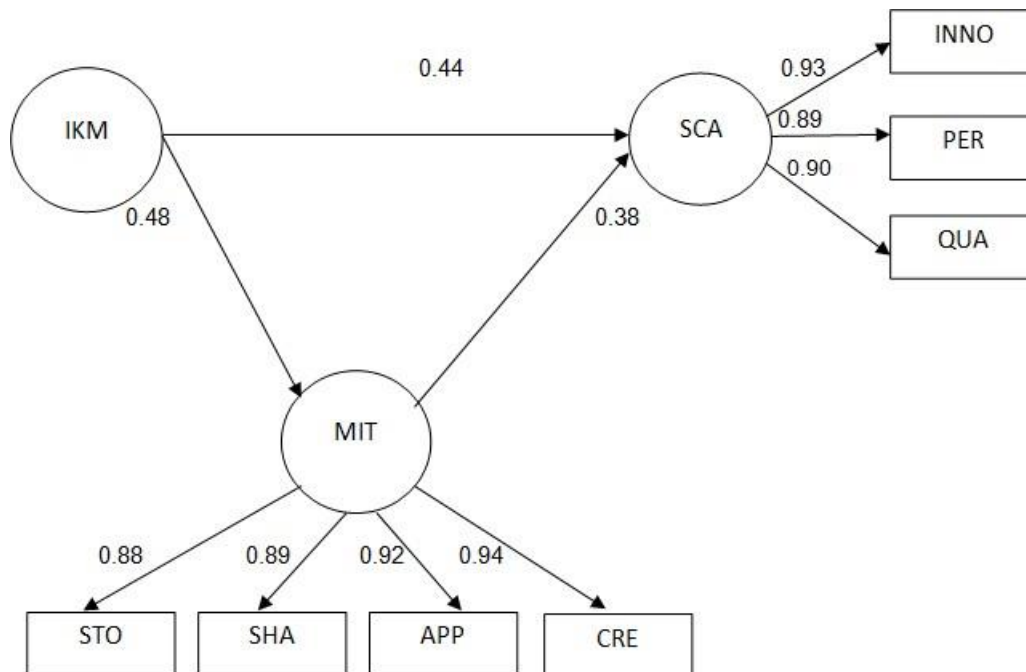 INNO
0.44
0.93
IKM
SCA
0.89
PER
0.90
0.48
0.38
QUA
MIT
0.88
0.89
0.92
0.94
STO
SHA
APP
CRE